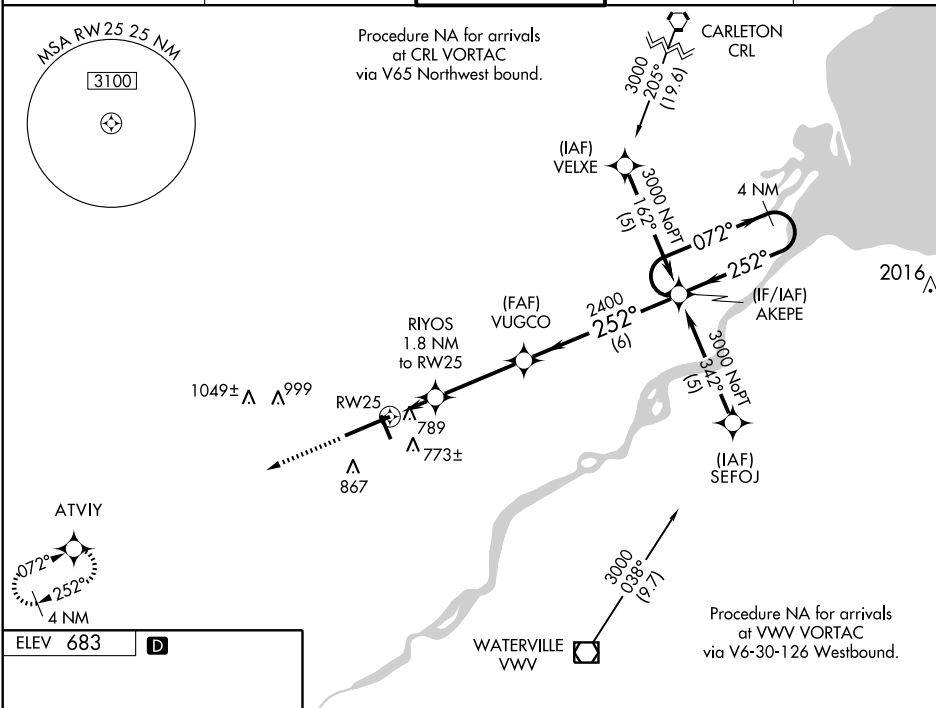 MSA RW 25 25 NM
3100
Procedure NA for arrivals
at CRL VORTAC
via V65 Northwest bound.
CARLETON
CRL
3000
205°
(19.6)
(IAF)
VELXE
3000 NoPT
162°
(5)
4 NM
072°
252°
2016
(IF/IAF)
AKEPE
(FAF)
VUGCO
2400
252°
(6)
RIYOS
1.8 NM
to RW25
3000 NoPT
342°
(5)
1049±
999
RW25
789
773±
867
(IAF)
SEFOJ
ATVIY
072°
252°
4 NM
3000
038°
(9.7)
Procedure NA for arrivals
at VWV VORTAC
via V6-30-126 Westbound.
WATERVILLE
VWV
ELEV 683
D